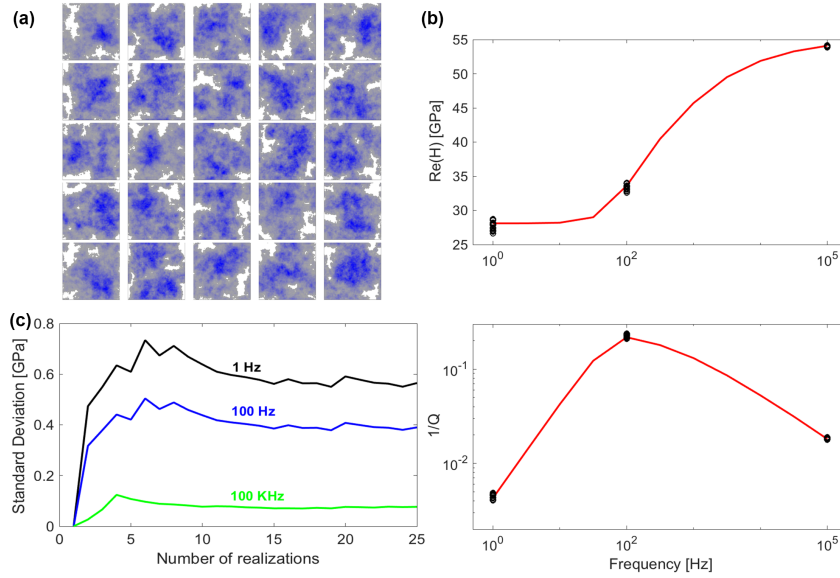 (a)
(b)
55
50
45
40
35
30
25
Re(H) [GPa]
10^0
10^2
10^5
(c)
0.8
0.6
0.4
0.2
0
Standard Deviation [GPa]
1 Hz
100 Hz
100 KHz
0
5
10
15
20
25
Number of realizations
10^-1
10^-2
1/Q
10^0
10^2
10^5
Frequency [Hz]